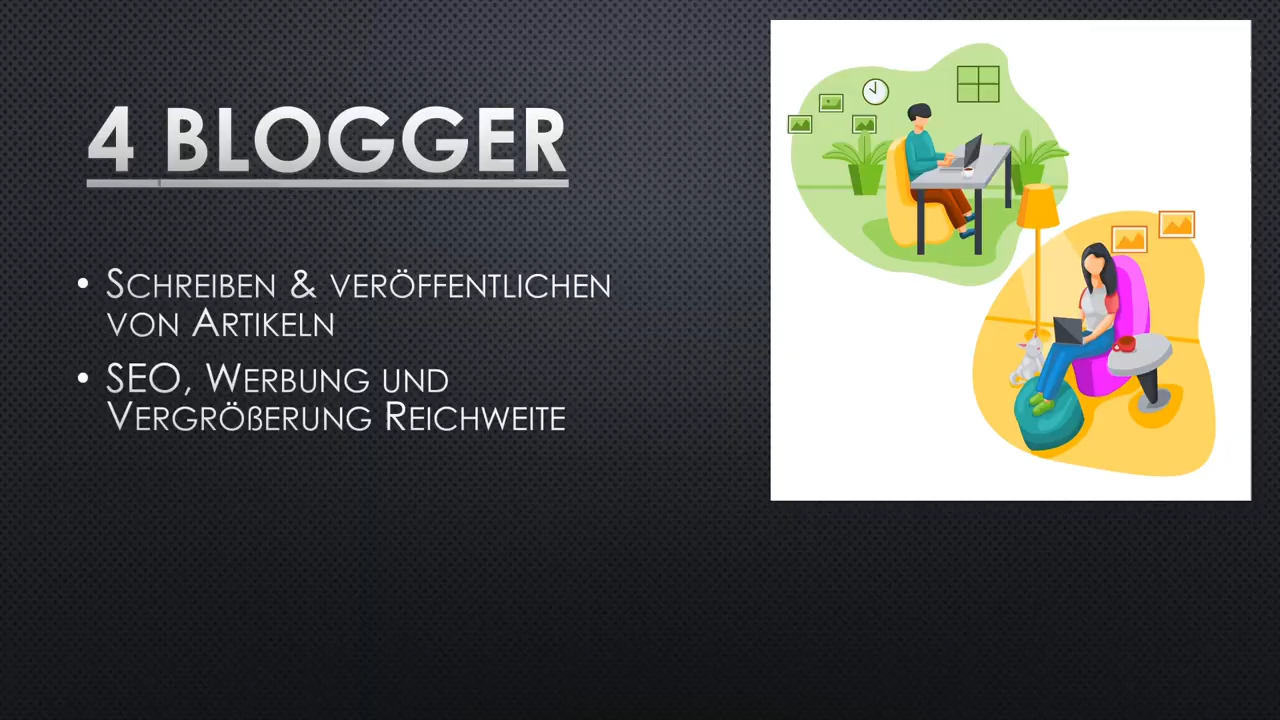 4 BLOGGER
• SCHREIBEN & VERÖFFENTLICHEN
VON ARTIKELN
• SEO, WERBUNG UND
VERGRÖßERUNG REICHWEITE